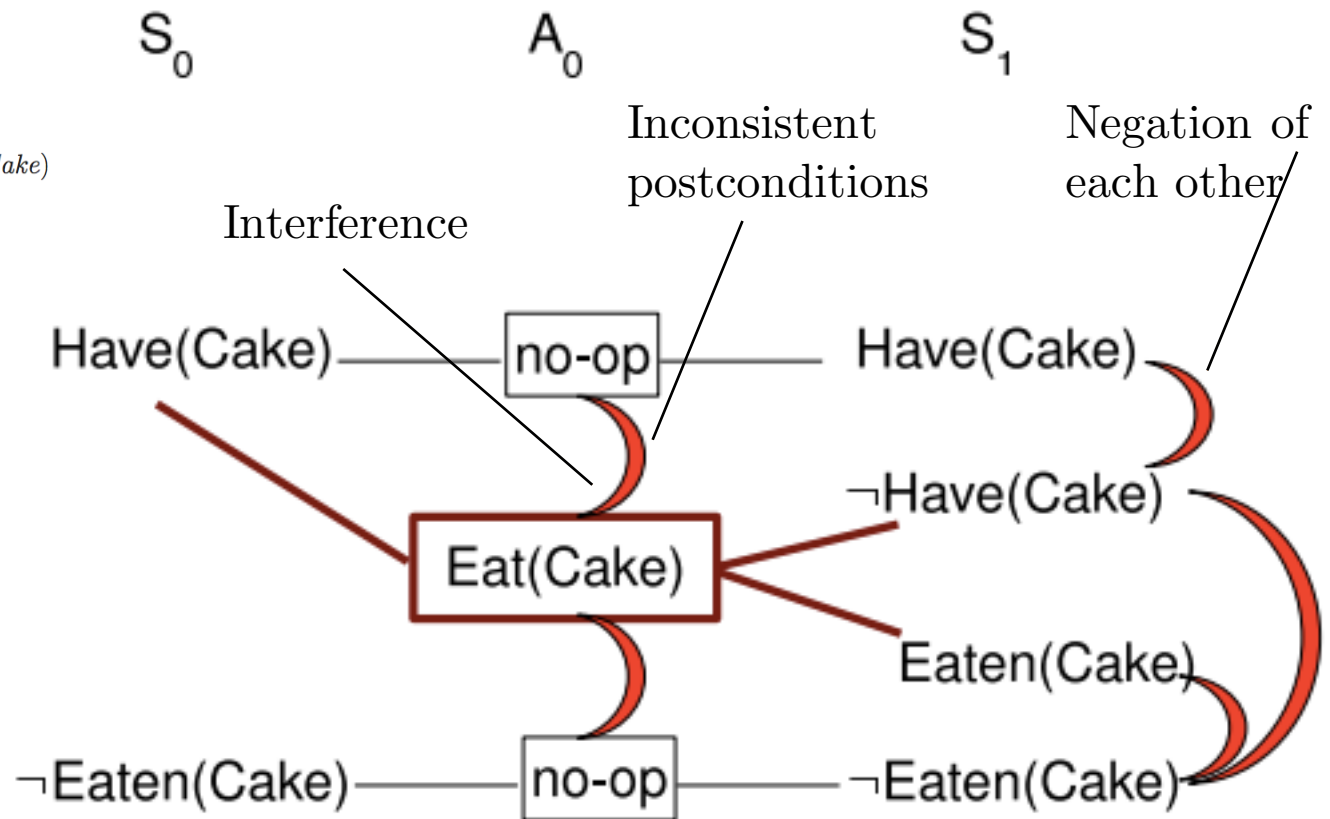 S₀ A₀ S₁
Inconsistent
postconditions
Negation of
each other
ake)
Interference
Have(Cake) no-op Have(Cake)
¬Have(Cake)
Eat(Cake)
Eaten(Cake)
¬Eaten(Cake) no-op ¬Eaten(Cake)